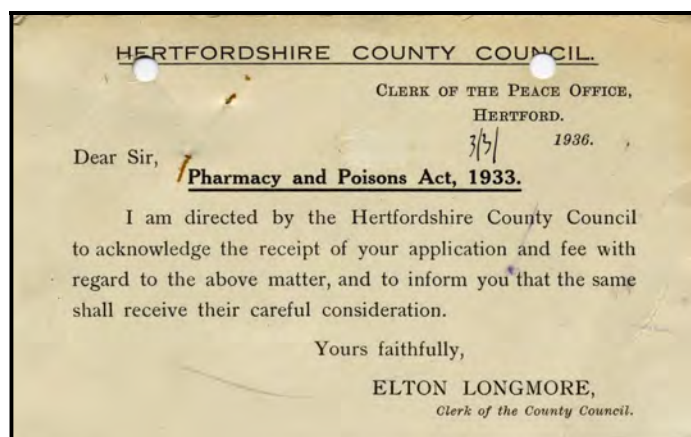 HERTFORDSHIRE COUNTY COUNCIL.
CLERK OF THE PEACE OFFICE,
HERTFORD.
3/3/ 1936.
Dear Sir,
Pharmacy and Poisons Act, 1933.
I am directed by the Hertfordshire County Council
to acknowledge the receipt of your application and fee with
regard to the above matter, and to inform you that the same
shall receive their careful consideration.
Yours faithfully,
ELTON LONGMORE,
Clerk of the County Council.